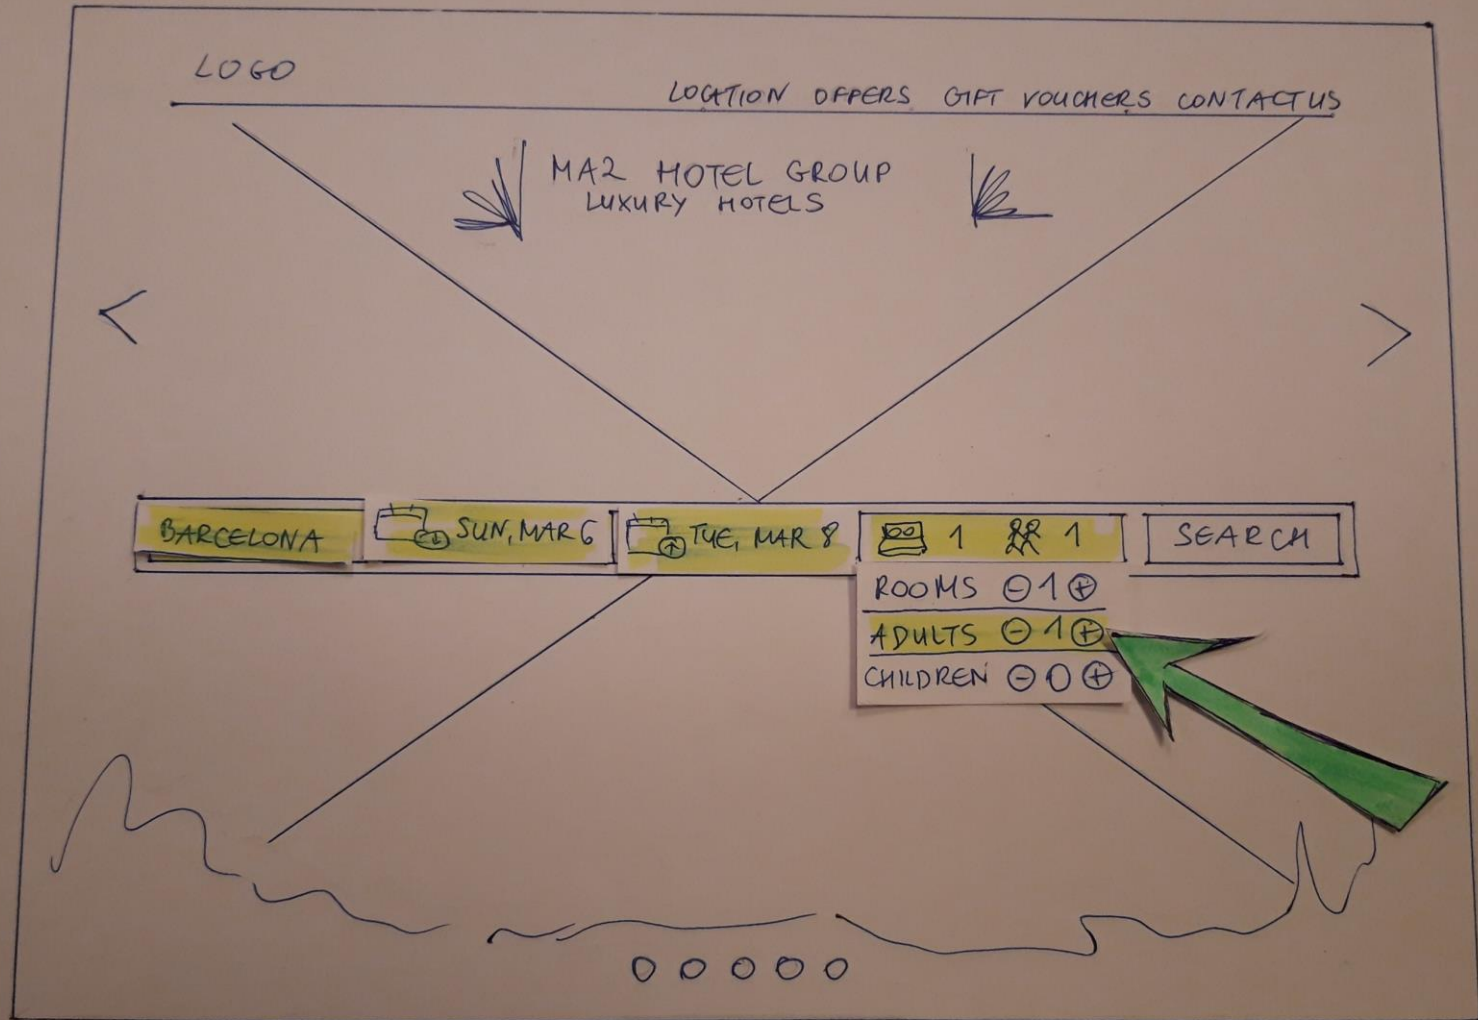 LOGO
LOCATION OFFERS GIFT VOUCHERS CONTACT US
MA2 HOTEL GROUP
LUXURY HOTELS
BARCELONA SUN, MAR 6 TUE, MAR 8 1 1 SEARCH
ROOMS - 1 +
ADULTS - 1 +
CHILDREN - 0 +